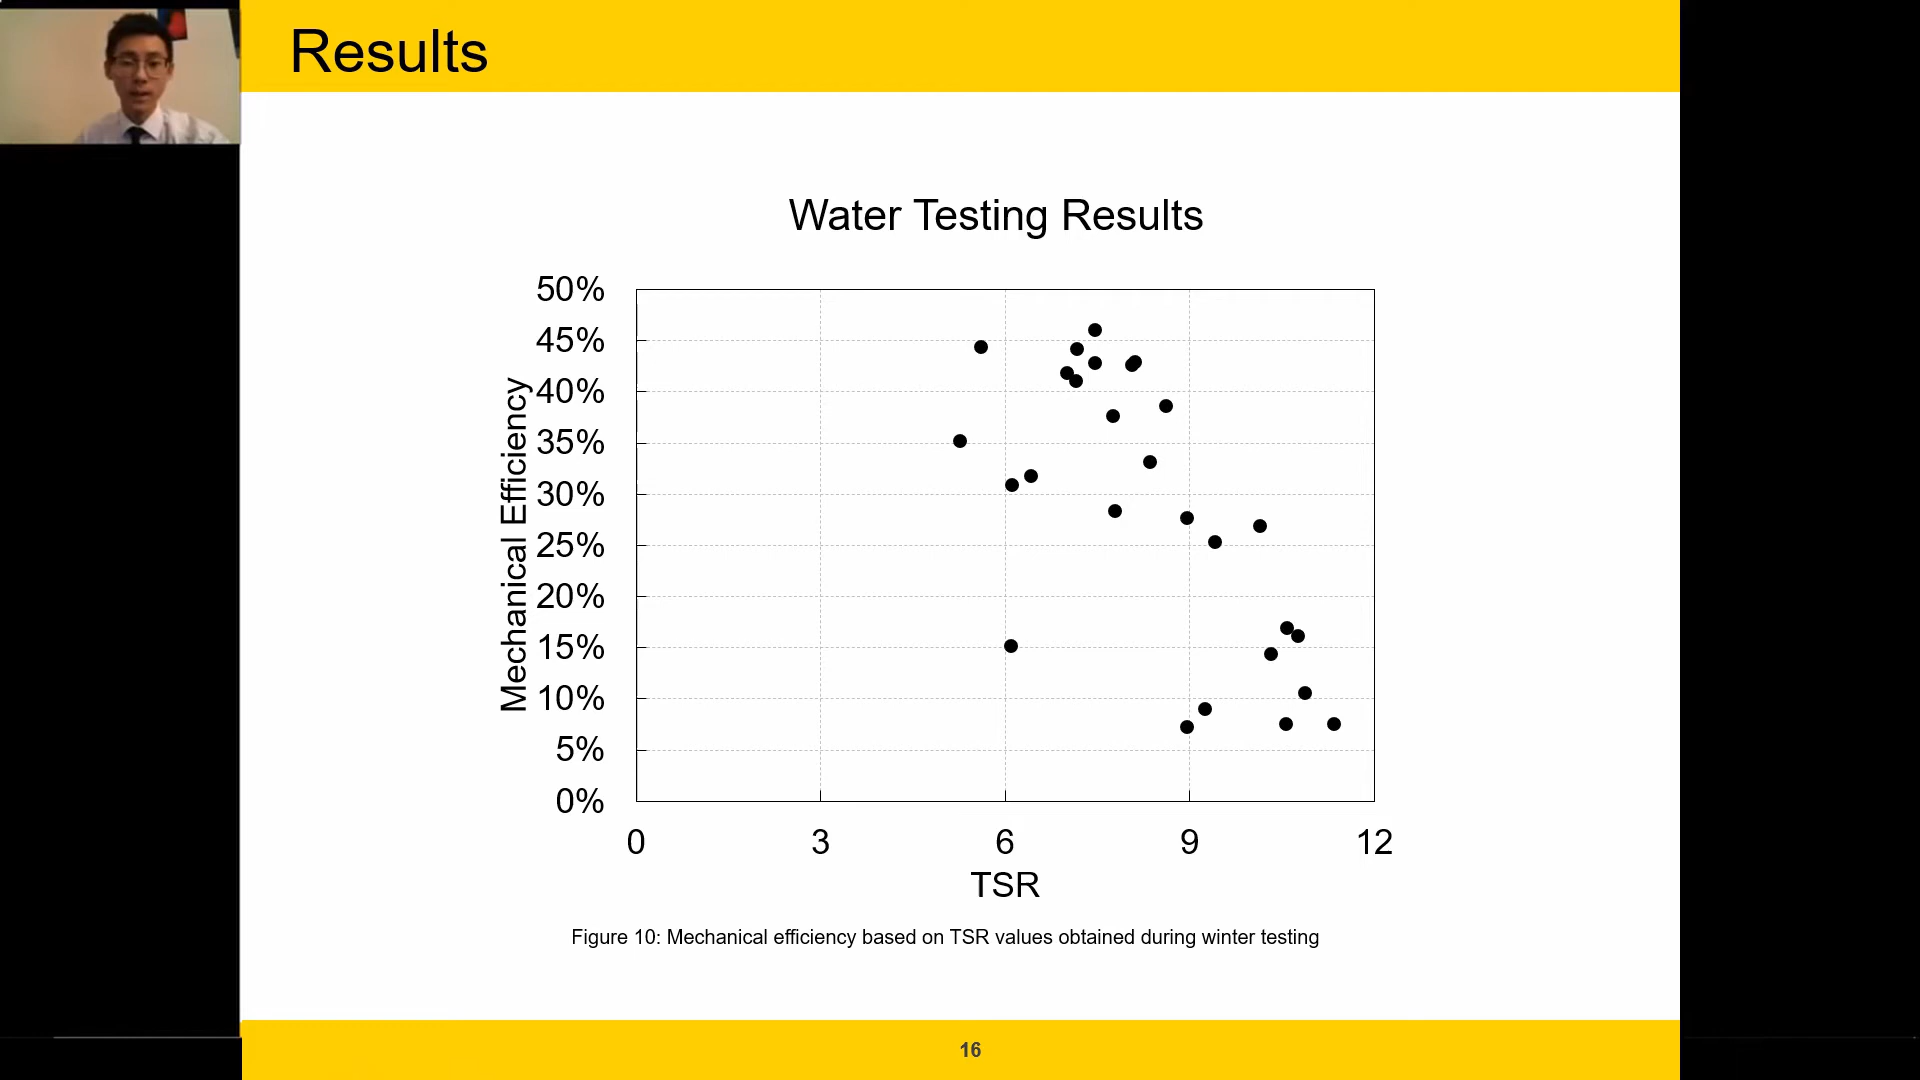 Results
Water Testing Results
Mechanical Efficiency
50%
45%
40%
35%
30%
25%
20%
15%
10%
5%
0%
0 3 6 9 12
TSR
Figure 10: Mechanical efficiency based on TSR values obtained during winter testing
16